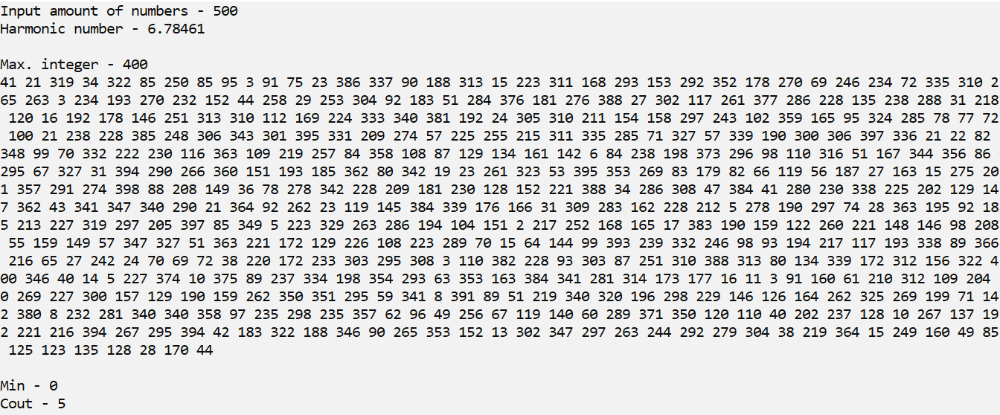 Input amount of numbers - 500
Harmonic number - 6.78461
Max. integer - 400
41 21 319 34 322 85 250 85 95 3 91 75 23 386 337 90 188 313 15 223 311 168 293 153 292 352 178 270 69 246 234 72 335 310 2
65 263 3 234 193 270 232 152 44 258 29 253 304 92 183 51 284 376 181 276 388 27 302 117 261 377 286 228 135 238 288 31 218
120 16 192 178 146 251 313 310 112 169 224 333 340 381 192 24 305 310 211 154 158 297 243 102 359 165 95 324 285 78 77 72
100 21 238 228 385 248 306 343 301 395 331 209 274 57 225 255 215 311 335 285 71 327 57 339 190 300 306 397 336 21 22 82
348 99 70 332 222 230 116 363 109 219 257 84 358 108 87 129 134 161 142 6 84 238 198 373 296 98 110 316 51 167 344 356 86
295 67 327 31 394 290 266 360 151 193 185 362 80 342 19 23 261 323 53 395 353 269 83 179 82 66 119 56 187 27 163 15 275 20
1 357 291 274 398 88 208 149 36 78 278 342 228 209 181 230 128 152 221 388 34 286 308 47 384 41 280 230 338 225 202 129 14
7 362 43 341 347 340 290 21 364 92 262 23 119 145 384 339 176 166 31 309 283 162 228 212 5 278 190 297 74 28 363 195 92 18
5 213 227 319 297 205 397 85 349 5 223 329 263 286 194 104 151 2 217 252 168 165 17 383 190 159 122 260 221 148 146 98 208
55 159 149 57 347 327 51 363 221 172 129 226 108 223 289 70 15 64 144 99 393 239 332 246 98 93 194 217 117 193 338 89 366
216 65 27 242 24 70 69 72 38 220 172 233 303 295 308 3 110 382 228 93 303 87 251 310 388 313 80 134 339 172 312 156 322 4
00 346 40 14 5 227 374 10 375 89 237 334 198 354 293 63 353 163 384 341 281 314 173 177 16 11 3 91 160 61 210 312 109 204
0 269 227 300 157 129 190 159 262 350 351 295 59 341 8 391 89 51 219 340 320 196 298 229 146 126 164 262 325 269 199 71 14
2 380 8 232 281 340 340 358 97 235 298 235 357 62 96 49 256 67 119 140 60 289 371 350 120 110 40 202 237 128 10 267 137 19
2 221 216 394 267 295 394 42 183 322 188 346 90 265 353 152 13 302 347 297 263 244 292 279 304 38 219 364 15 249 160 49 85
125 123 135 128 28 170 44
Min - 0
Cout - 5